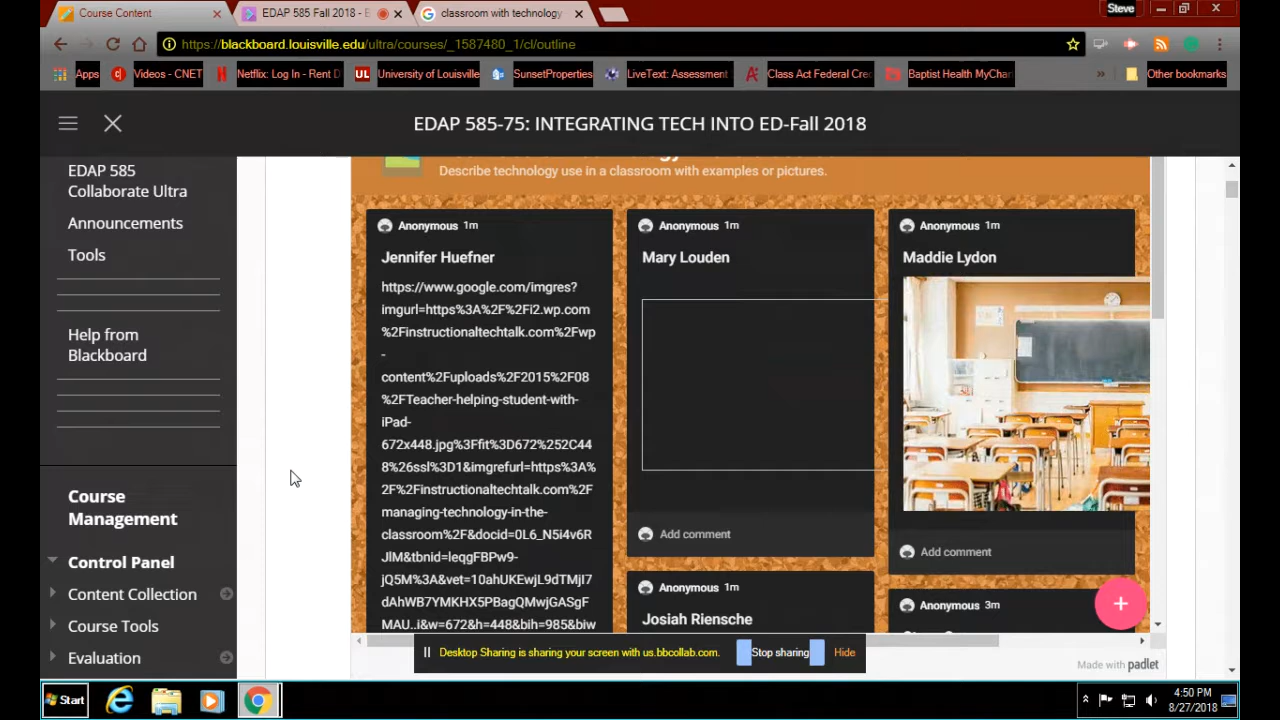 Course Content
EDAP 585 Fall 2018 - E
classroom with technology
Steve
https://blackboard.louisville.edu/ultra/courses/_1587480_1/cl/outline
Apps
Videos - CNET
Netflix: Log In - Rent D
UL
University of Louisville
SunsetProperties
LiveText: Assessment
Class Act Federal Cre
Baptist Health MyChar
»
Other bookmarks
EDAP 585-75: INTEGRATING TECH INTO ED-Fall 2018
EDAP 585
Collaborate Ultra
Announcements
Tools
Help from
Blackboard
Course
Management
Control Panel
Content Collection
Course Tools
Evaluation
Describe technology use in a classroom with examples or pictures.
Anonymous 1m
Jennifer Huefner
https://www.google.com/imgres?
imgurl=https%3A%2F%2Fi2.wp.com
%2Finstructionaltechtalk.com%2Fwp
-
content%2Fuploads%2F2015%2F08
%2FTeacher-helping-student-with-
iPad-
672x448.jpg%3Ffit%3D672%252C44
8%26ssl%3D1&imgrefurl=https%3A%
2F%2Finstructionaltechtalk.com%2F
managing-technology-in-the-
classroom%2F&docid=0L6_N5i4v6R
JlM&tbnid=leqgFBPw9-
jQ5M%3A&vet=10ahUKEwjL9dTMjI7
dAhWB7YMKHX5PBagQMwjGASgF
MAU..i&w=672&h=448&bih=985&biw
Anonymous 1m
Mary Louden
Add comment
Anonymous 1m
Josiah Riensche
Anonymous 1m
Maddie Lydon
Add comment
Anonymous 3m
+
Desktop Sharing is sharing your screen with us.bbcollab.com.
Stop sharing
Hide
Made with padlet
Start
4:50 PM
8/27/2018